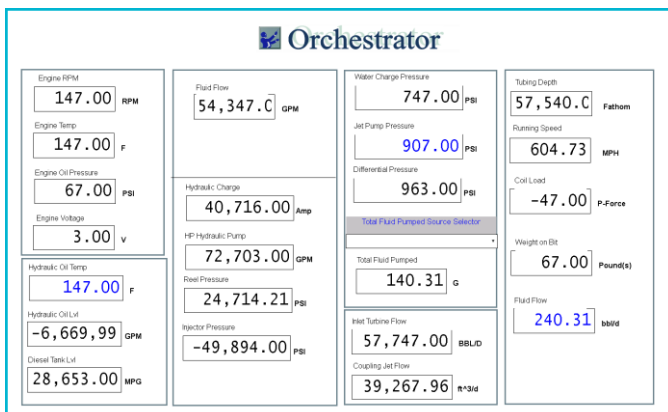 Orchestrator
Engine RPM
147.00 RPM
Engine Temp
147.00 F
Engine Oil Pressure
67.00 PSI
Engine Voltage
3.00 V
Hydraulic Oil Temp
147.00 F
Hydraulic Oil Lvl
-6,669,99 GPM
Diesel Tank Lvl
28,653.00 MPG
Fluid Flow
54,347.0 GPM
Hydraulic Charge
40,716.00 Amp
HP Hydraulic Pump
72,703.00 GPM
Reel Pressure
24,714.21 PSI
Injector Pressure
-49,894.00 PSI
Water Charge Pressure
747.00 PSI
Jet Pump Pressure
907.00 PSI
Differential Pressure
963.00 PSI
Total Fluid Pumped Source Selector
Total Fluid Pumped
140.31 G
Inlet Turbine Flow
57,747.00 BBL/D
Coupling Jet Flow
39,267.96 ft^3/d
Tubing Depth
57,540.0 Fathom
Running Speed
604.73 MPH
Coil Load
-47.00 P-Force
Weight on Bit
67.00 Pound(s)
Fluid Flow
240.31 bbl/d